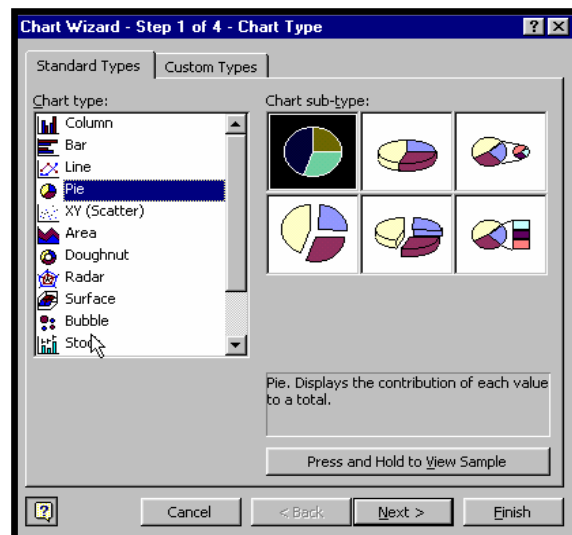 Chart Wizard - Step 1 of 4 - Chart Type
Standard Types
Custom Types
Chart type:
Chart sub-type:
Column
Bar
Line
Pie
XY (Scatter)
Area
Doughnut
Radar
Surface
Bubble
Stock
Pie. Displays the contribution of each value
to a total.
Press and Hold to View Sample
Cancel
< Back
Next >
Finish